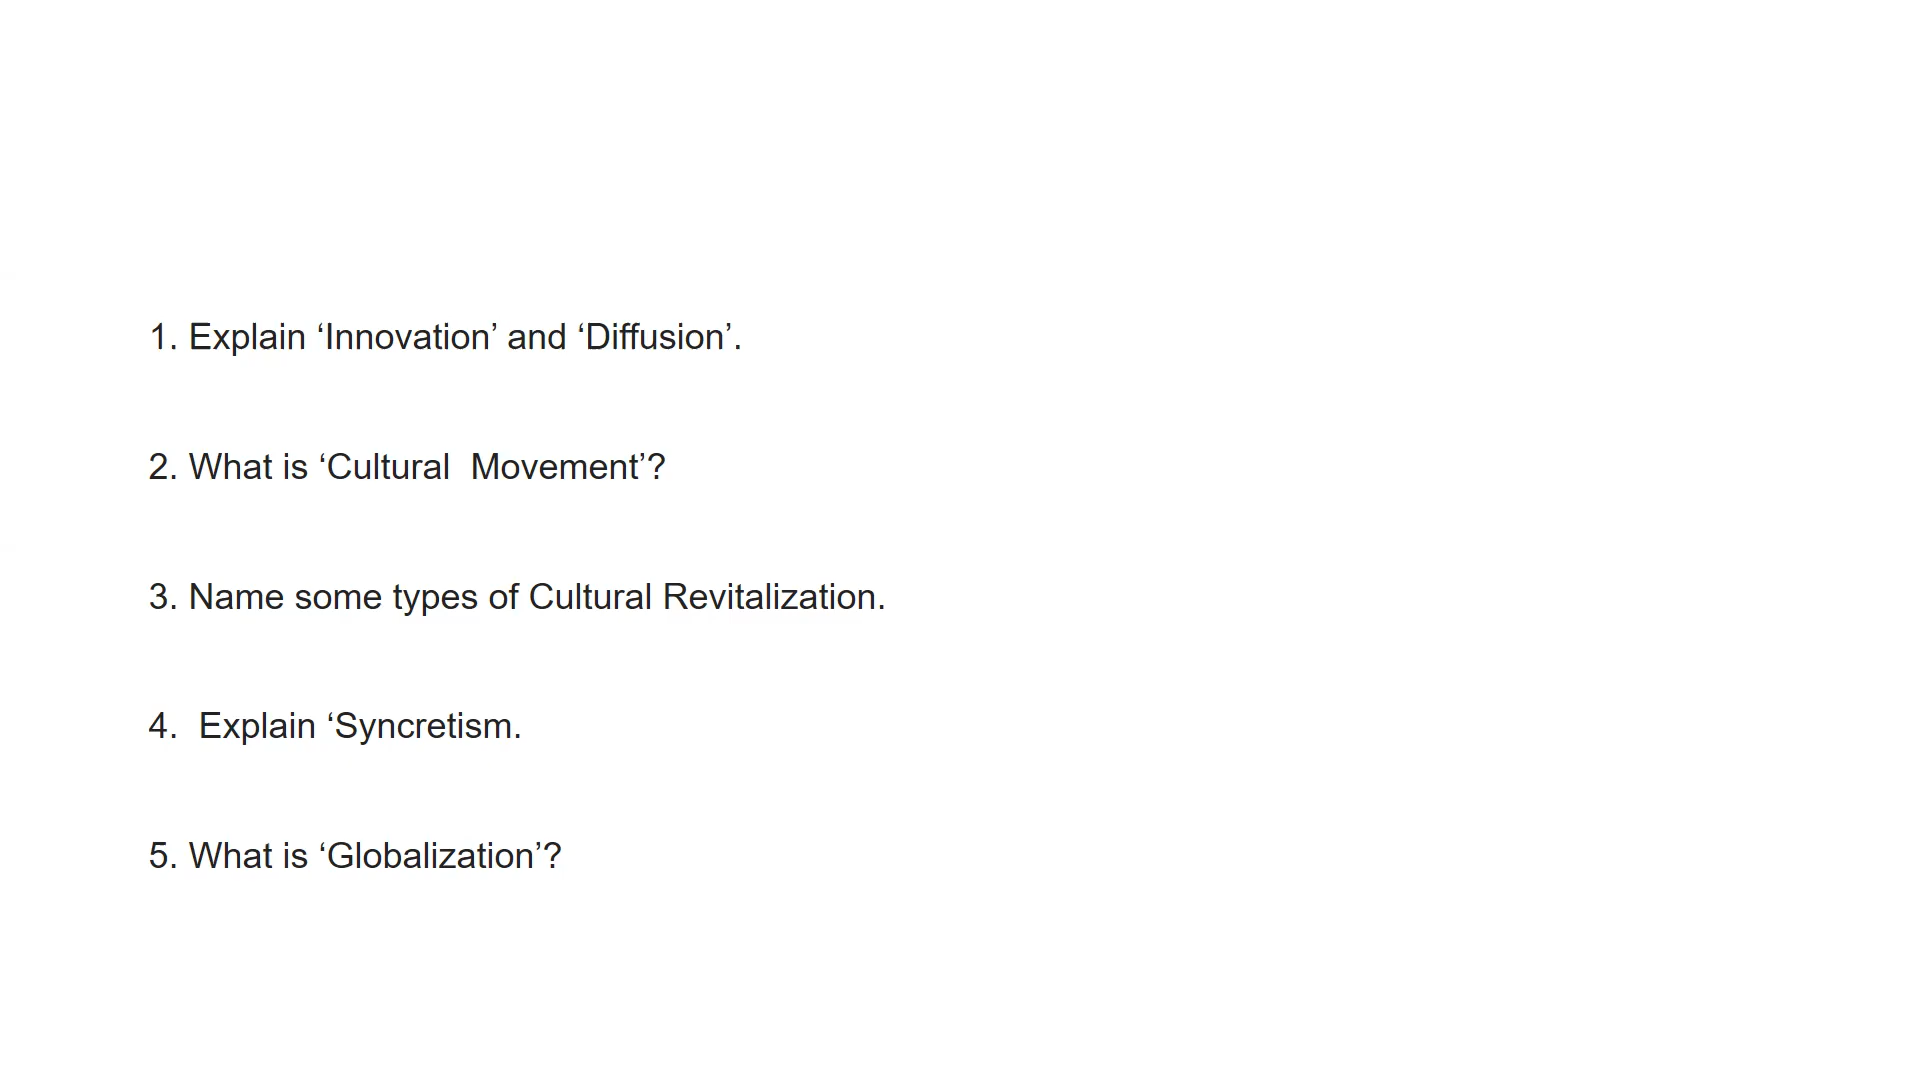 1. Explain ‘Innovation’ and ‘Diffusion’.
2. What is ‘Cultural  Movement’?
3. Name some types of Cultural Revitalization.
4.  Explain ‘Syncretism.
5. What is ‘Globalization’?